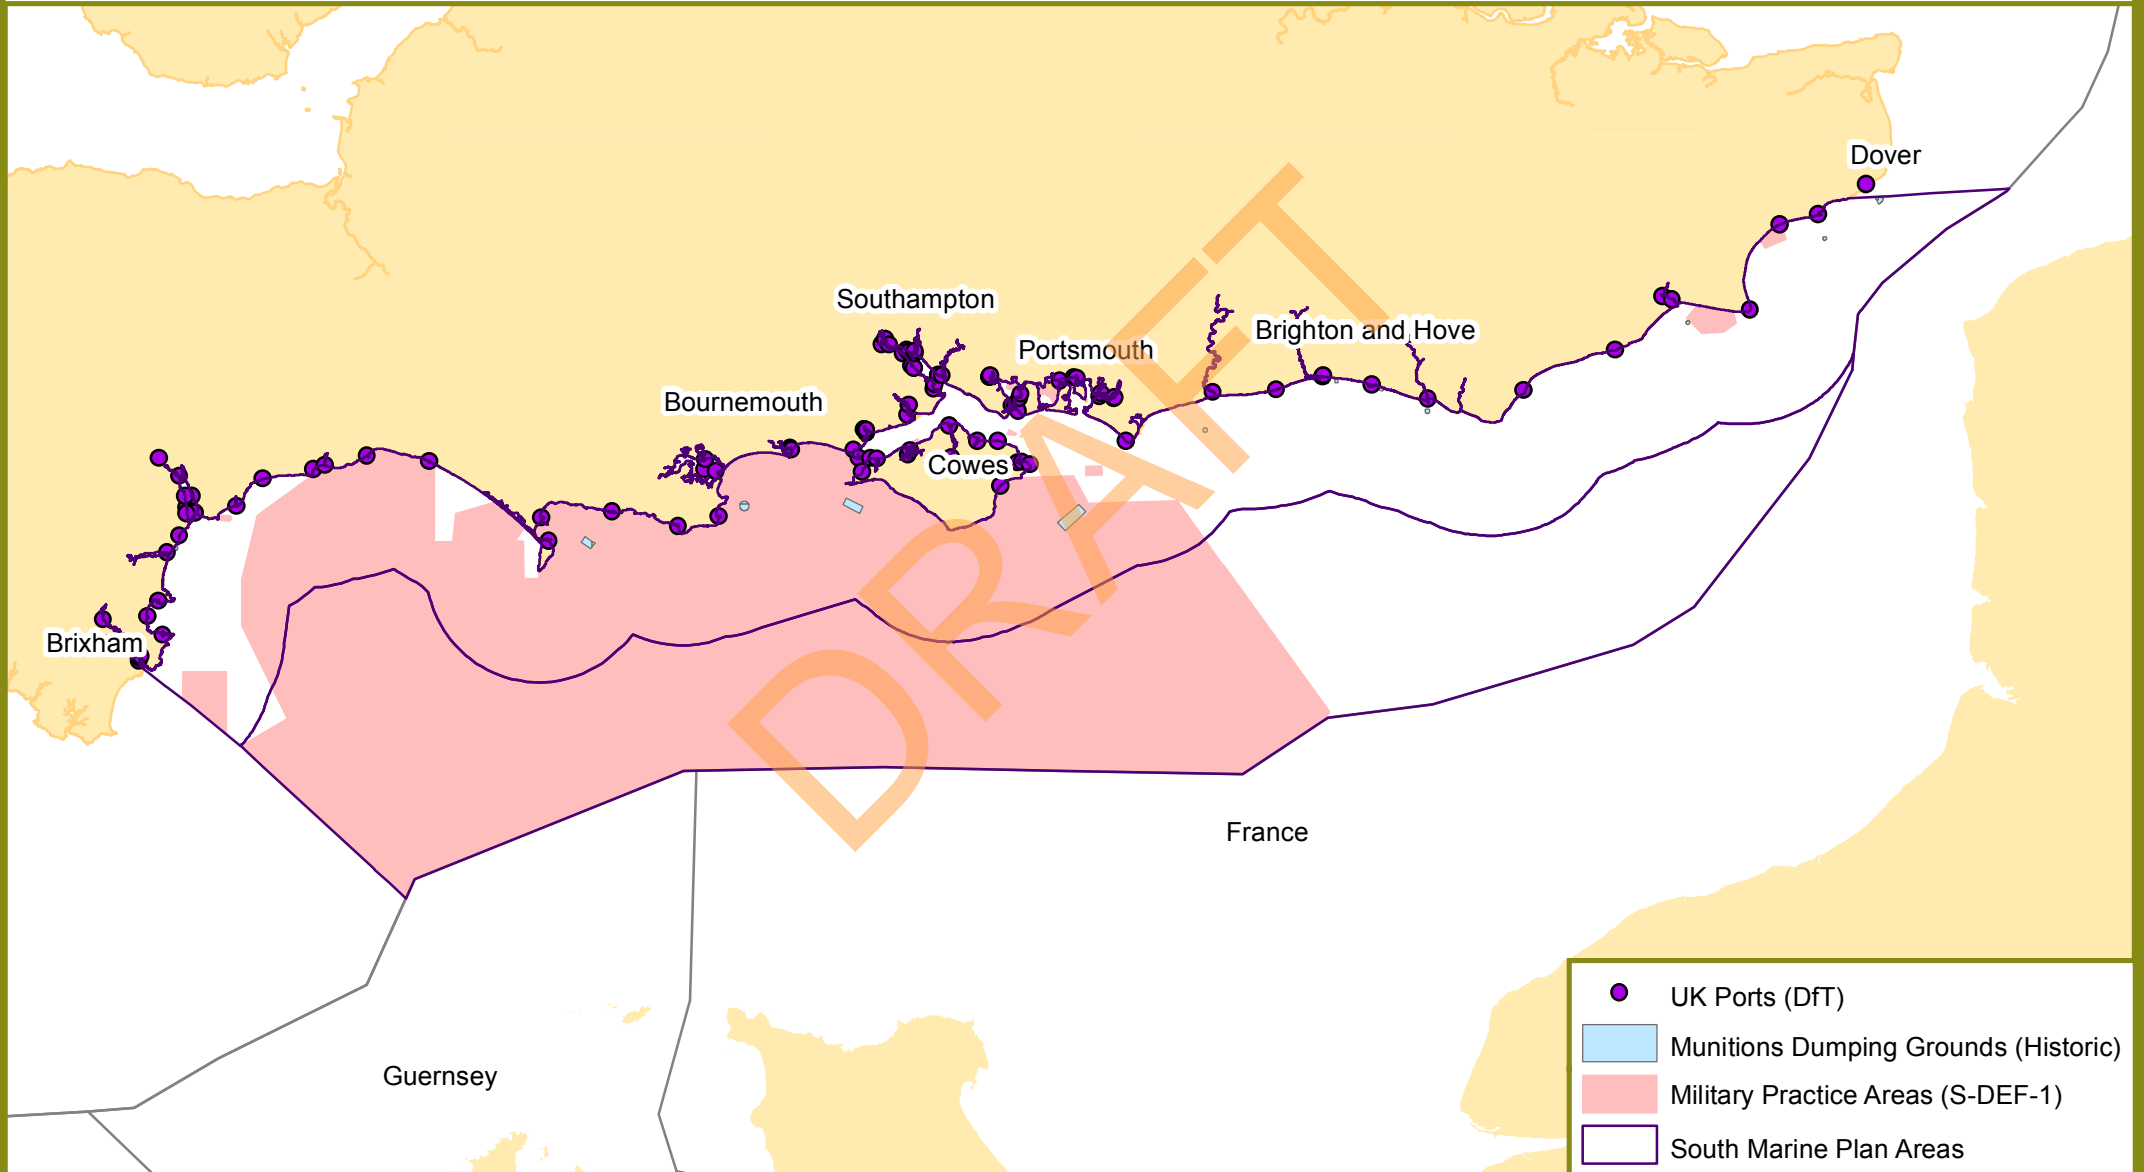 Dover
Southampton
Brighton and Hove
Portsmouth
Bournemouth
Cowes
Brixham
DRAFT
France
Guernsey
UK Ports (DfT)
Munitions Dumping Grounds (Historic)
Military Practice Areas (S-DEF-1)
South Marine Plan Areas